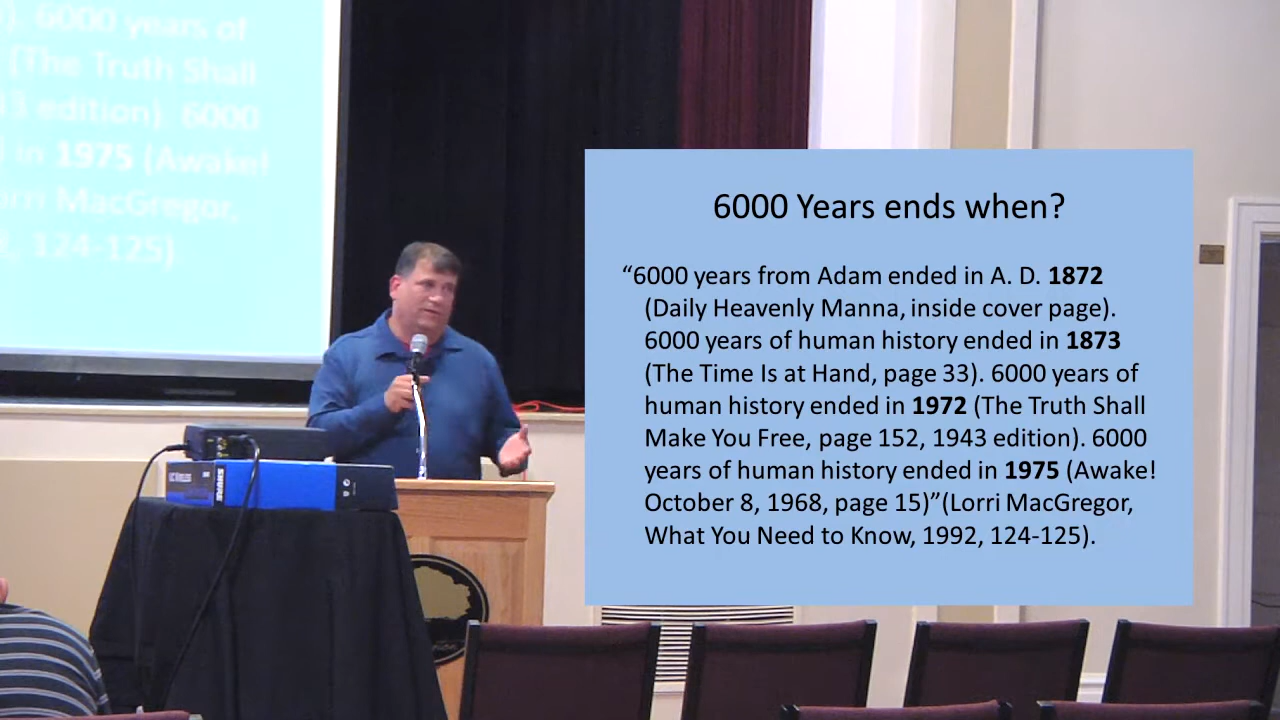 ). 6000 years of
(The Truth Shall
13 edition). 6000
in 1975 (Awake!
orri MacGregor,
, 124-125)
6000 Years ends when?
“6000 years from Adam ended in A. D. 1872
(Daily Heavenly Manna, inside cover page).
6000 years of human history ended in 1873
(The Time Is at Hand, page 33). 6000 years of
human history ended in 1972 (The Truth Shall
Make You Free, page 152, 1943 edition). 6000
years of human history ended in 1975 (Awake!
October 8, 1968, page 15)”(Lorri MacGregor,
What You Need to Know, 1992, 124-125).
SHURE